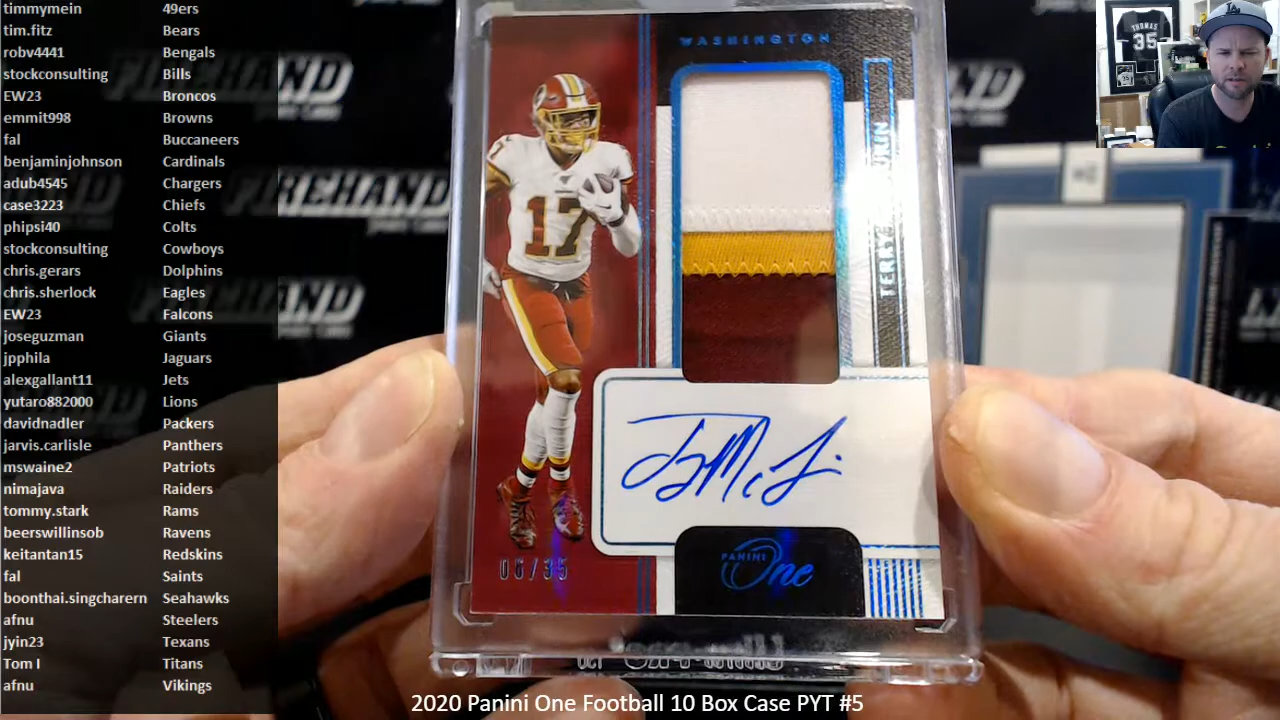 timmymein 49ers
tim.fitz Bears
robv4441 Bengals
stockconsulting Bills
EW23 Broncos
emmit998 Browns
fal Buccaneers
benjaminjohnson Cardinals
adub4545 Chargers
case3223 Chiefs
phipsi40 Colts
stockconsulting Cowboys
chris.gerars Dolphins
chris.sherlock Eagles
EW23 Falcons
joseguzman Giants
jpphila Jaguars
alexgallant11 Jets
yutaro882000 Lions
davidnadler Packers
jarvis.carlisle Panthers
mswaine2 Patriots
nimajava Raiders
tommy.stark Rams
beerswillinsob Ravens
keitantan15 Redskins
fal Saints
boonthai.singcharern Seahawks
afnu Steelers
jyin23 Texans
Tom I Titans
afnu Vikings
FIREHAND
FIREHAND
WASHINGTON
TERRY
17
PANINI
One
THOMAS
35
2020 Panini One Football 10 Box Case PYT #5